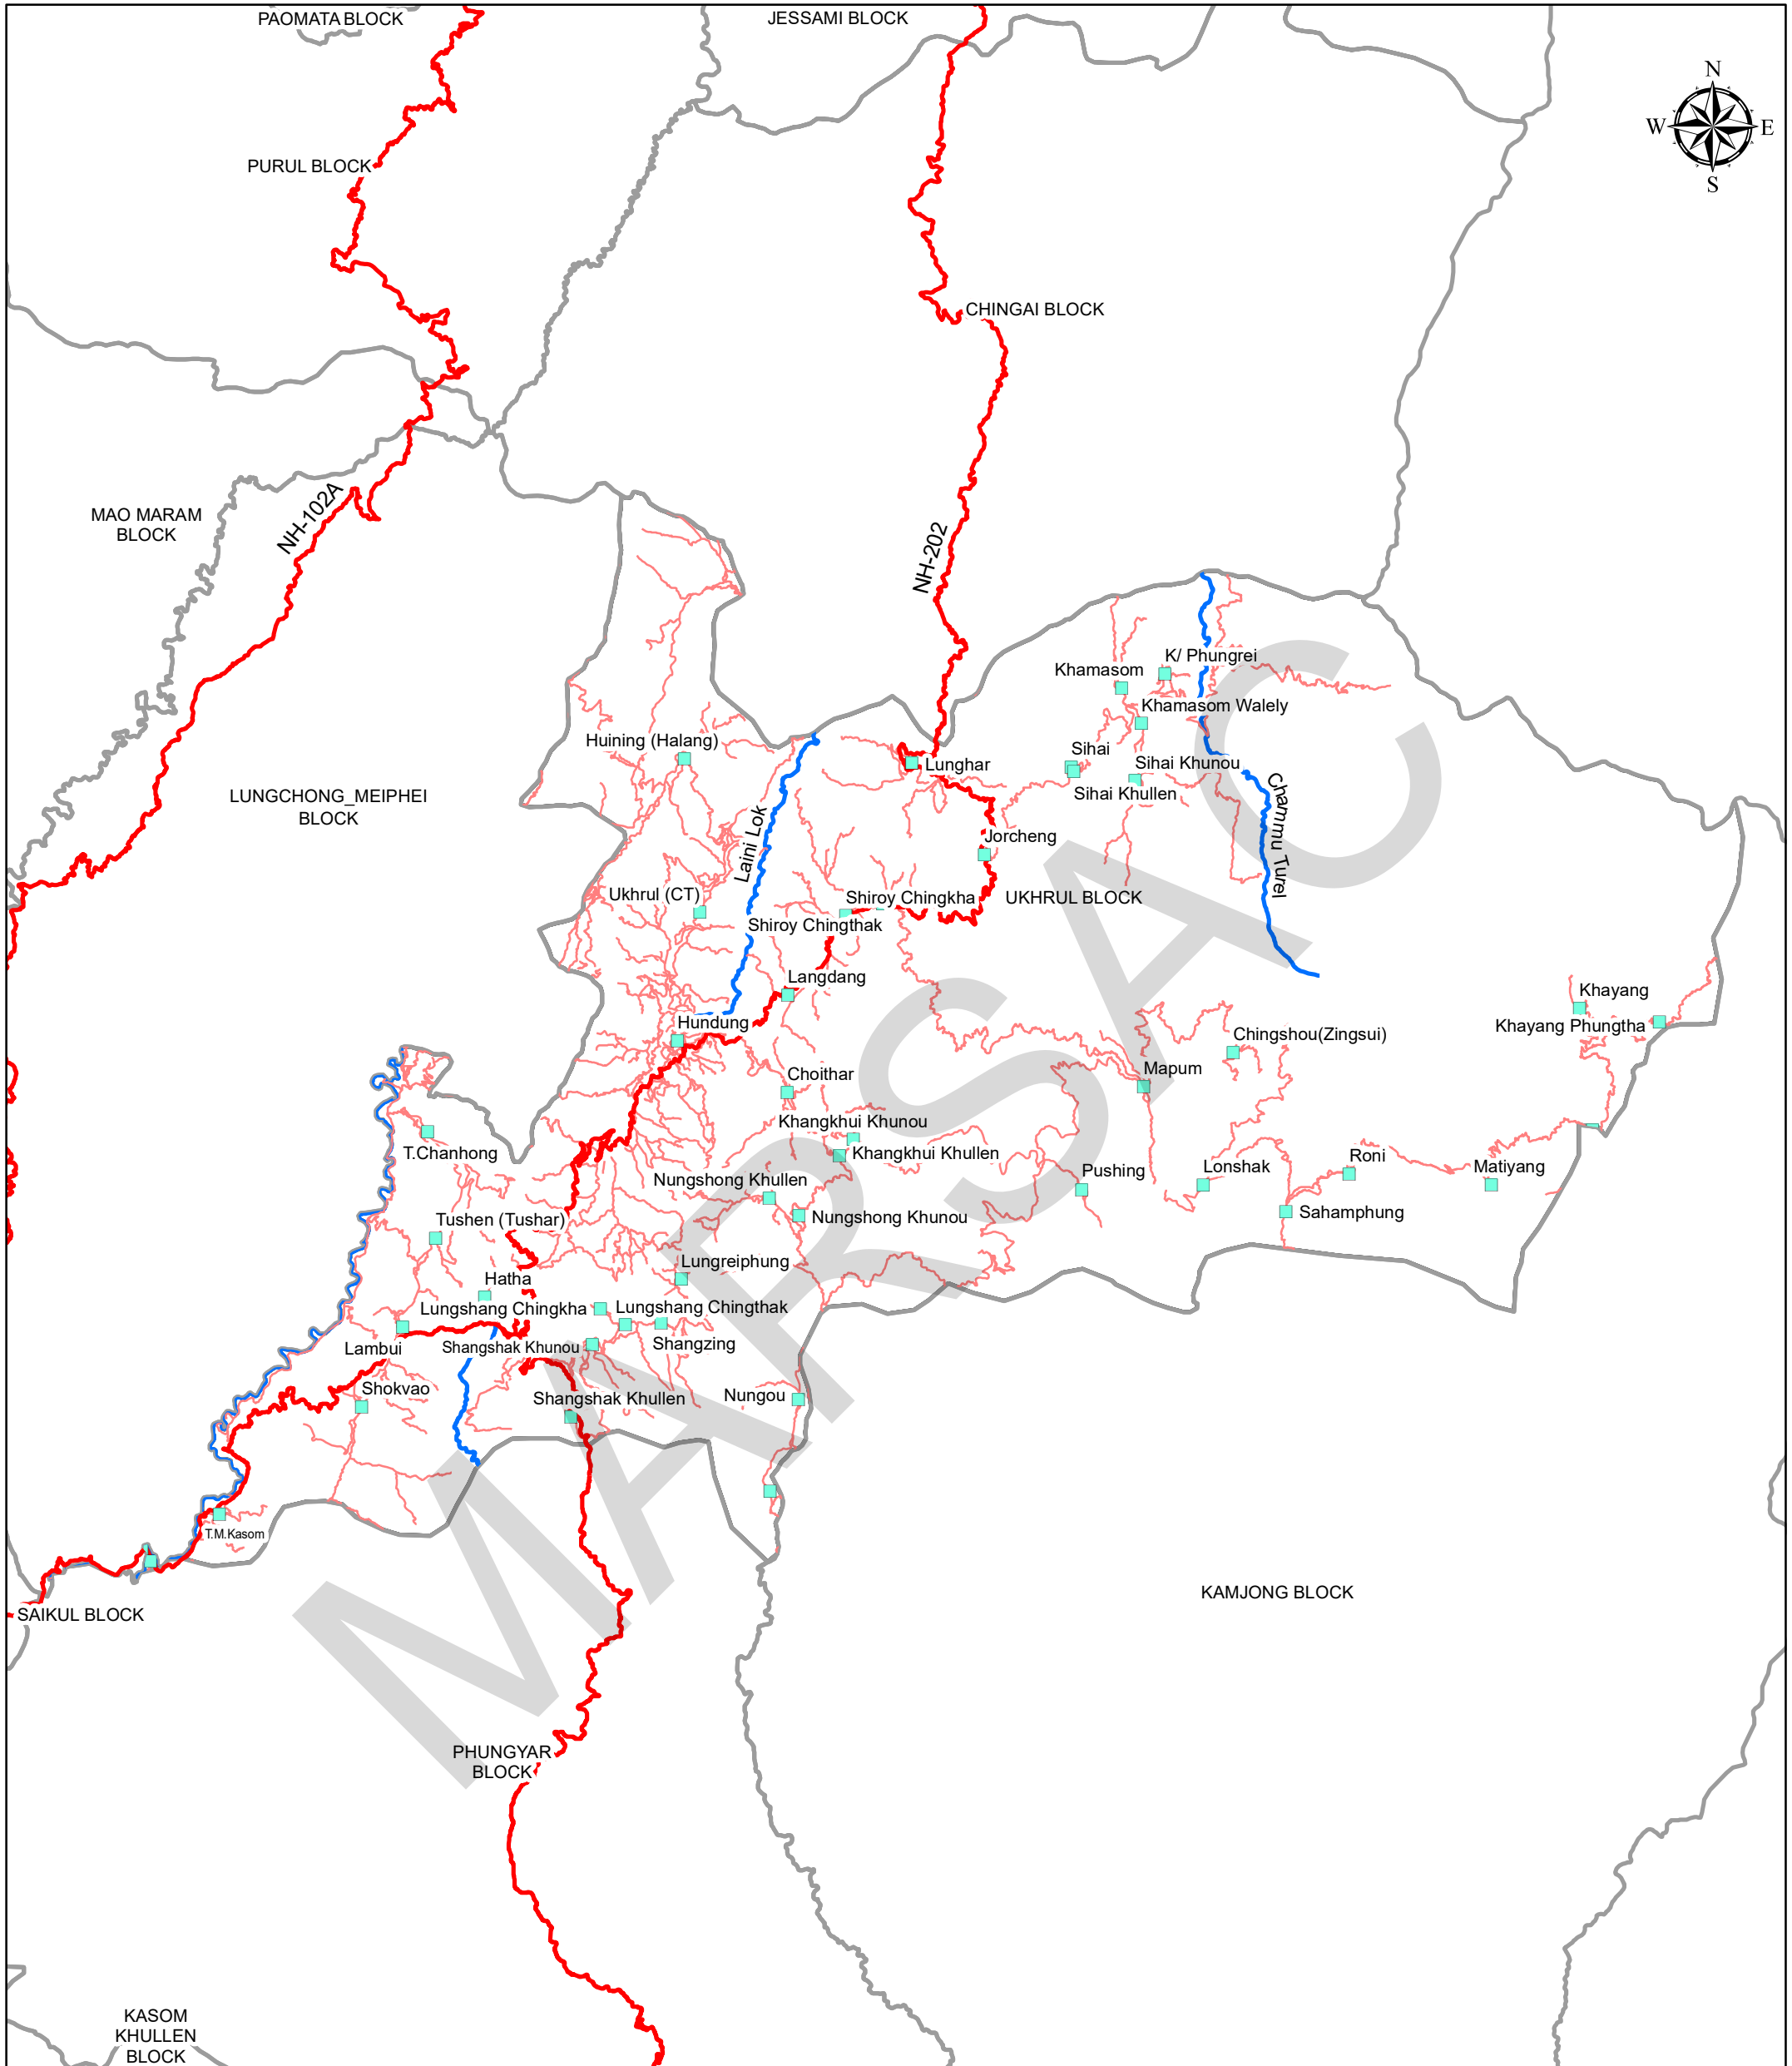 PAOMATA BLOCK
JESSAMI BLOCK
N
W
E
S
PURUL BLOCK
CHINGAI BLOCK
NH-102A
MAO MARAM
BLOCK
NH-202
K/ Phungrei
Khamasom
Khamasom Walely
Huining (Halang)
Sihai
Sihai Khunou
Lunghar
Sihai Khullen
LUNGCHONG_MEIPHEI
BLOCK
Laini Lok
Chammu Turel
Jorcheng
Ukhrul (CT)
Shiroy Chingkha
UKHRUL BLOCK
Shiroy Chingthak
Langdang
Khayang
Hundung
Khayang Phungtha
Chingshou(Zingsui)
Mapum
Choithar
Khangkhui Khunou
T.Chanhong
Khangkhui Khullen
Roni
Lonshak
Matiyang
Pushing
Nungshong Khullen
Sahamphung
Tushen (Tushar)
Nungshong Khunou
Lungreiphung
Hatha
Lungshang Chingkha
Lungshang Chingthak
Lambui
Shangshak Khunou
Shangzing
Shokvao
Shangshak Khullen
Nungou
T.M.Kasom
SAIKUL BLOCK
KAMJONG BLOCK
PHUNGYAR
BLOCK
KASOM
KHULLEN
BLOCK
MARSAC